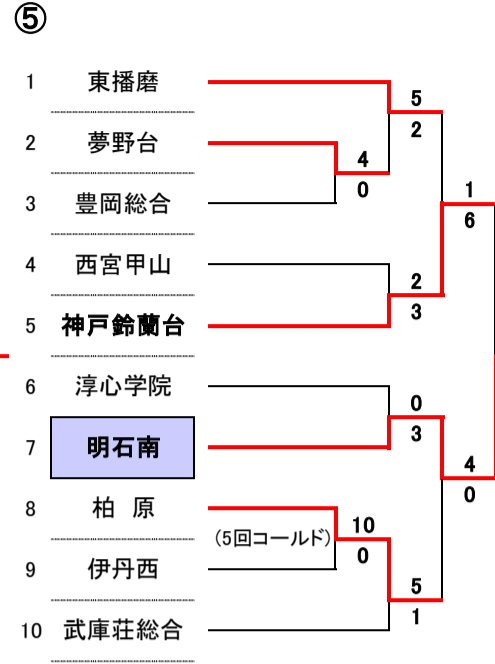 ⑤
1 東播磨
5
2
2 夢野台
4
0
3 豊岡総合
1
6
4 西宮甲山
2
3
5 神戸鈴蘭台
6 淳心学院
0
3
7 明石南
4
0
8 柏 原
(5回コールド)
10
0
9 伊丹西
5
1
10 武庫荘総合